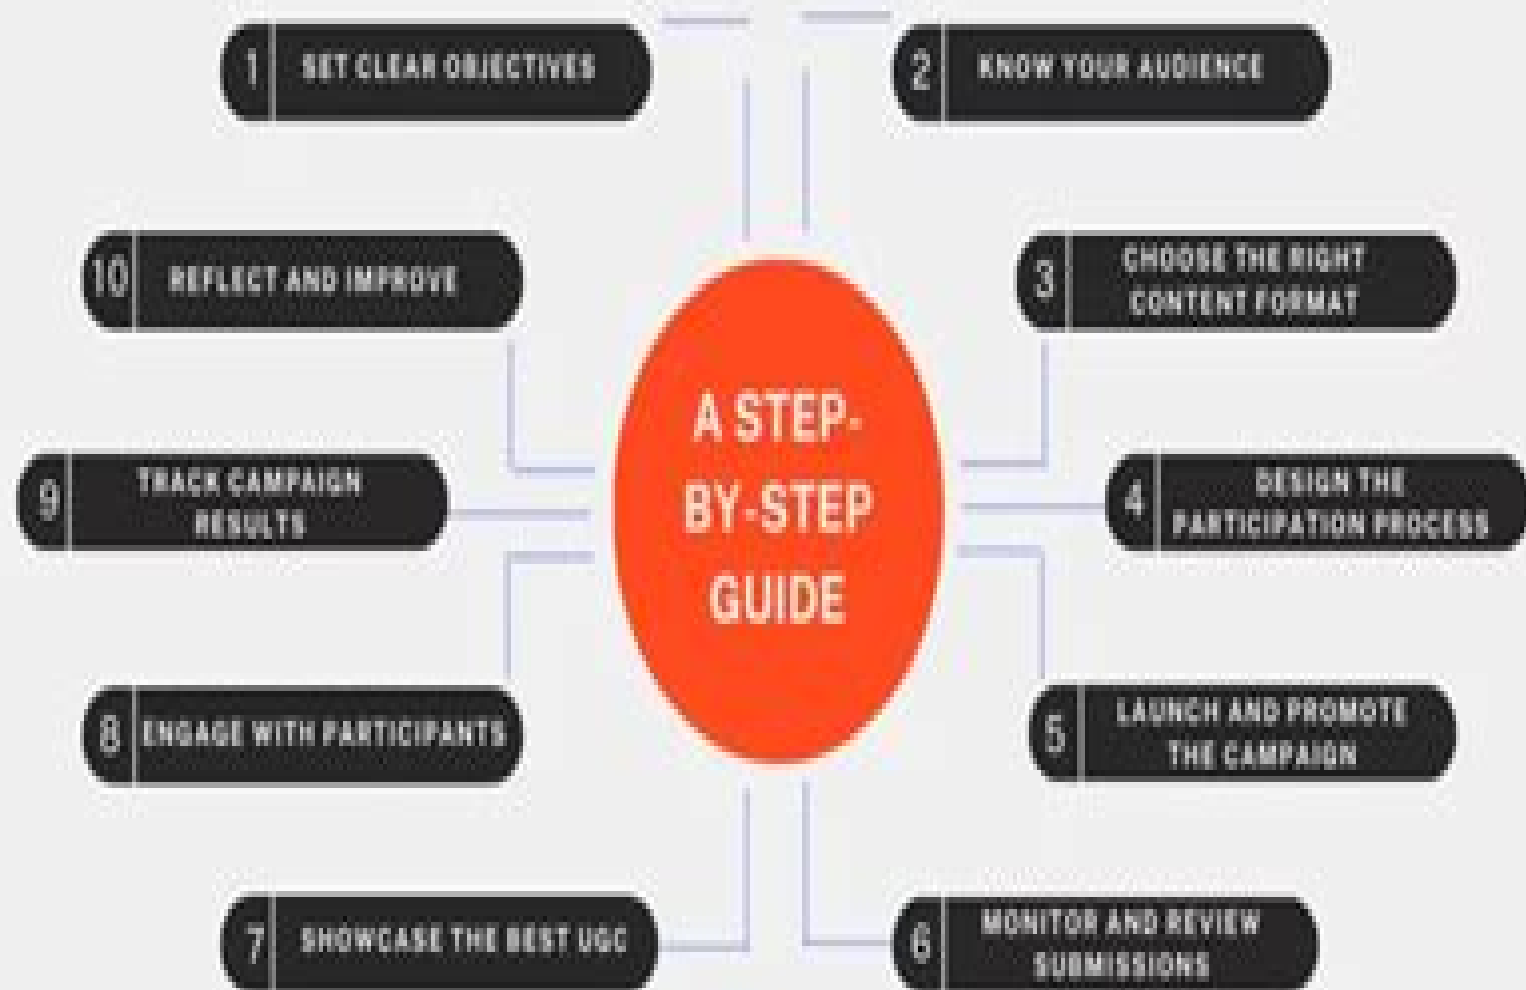 1 SET CLEAR OBJECTIVES
2 KNOW YOUR AUDIENCE
3 CHOOSE THE RIGHT
CONTENT FORMAT
4 DESIGN THE
PARTICIPATION PROCESS
5 LAUNCH AND PROMOTE
THE CAMPAIGN
6 MONITOR AND REVIEW
SUBMISSIONS
7 SHOWCASE THE BEST UGC
8 ENGAGE WITH PARTICIPANTS
9 TRACK CAMPAIGN
RESULTS
10 REFLECT AND IMPROVE
A STEP-
BY-STEP
GUIDE